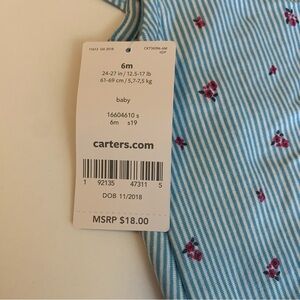 6m
24-27 in / 12.5-17 lb
61-69 cm / 5,7-7,5 kg
baby
16604610 s
6m s19
carters.com
1 92135 47311 5
DOB 11/2018
MSRP $18.00